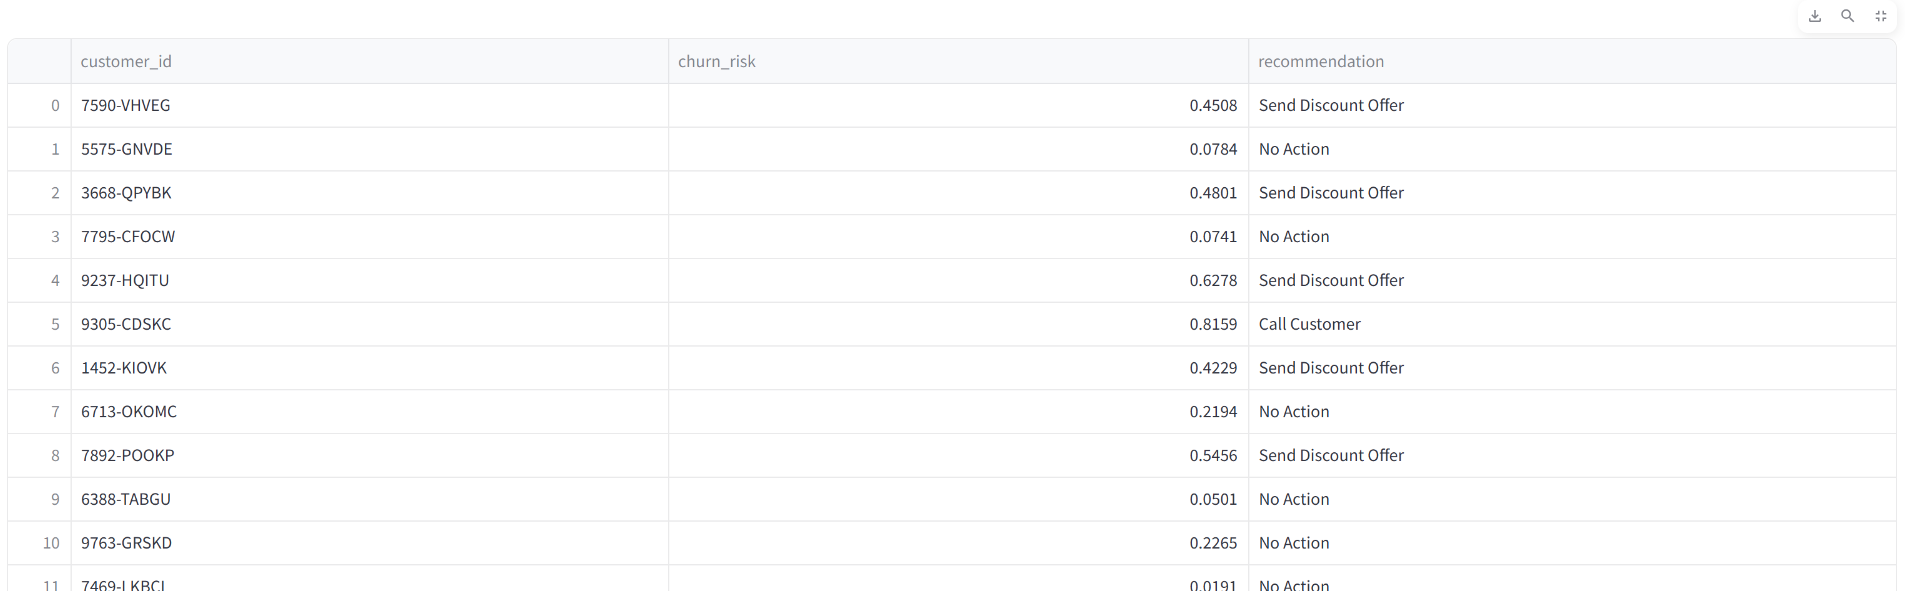 customer_id churn_risk recommendation
0 7590-VHVEG 0.4508 Send Discount Offer
1 5575-GNVDE 0.0784 No Action
2 3668-QPYBK 0.4801 Send Discount Offer
3 7795-CFOCW 0.0741 No Action
4 9237-HQITU 0.6278 Send Discount Offer
5 9305-CDSKC 0.8159 Call Customer
6 1452-KIOVK 0.4229 Send Discount Offer
7 6713-OKOMC 0.2194 No Action
8 7892-POOKP 0.5456 Send Discount Offer
9 6388-TABGU 0.0501 No Action
10 9763-GRSKD 0.2265 No Action
11 7469-LKBCI 0.0191 No Action